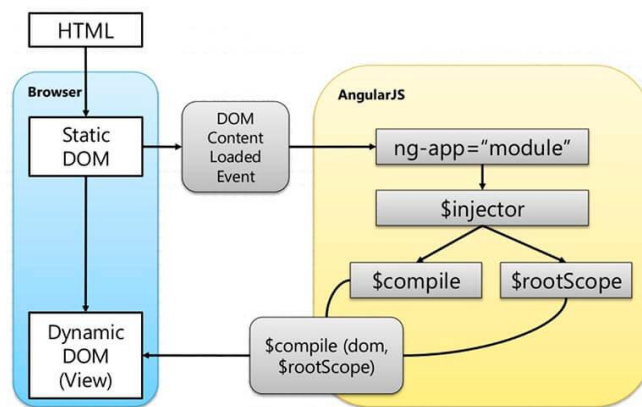 HTML
Browser
AngularJS
Static
DOM
DOM
Content
Loaded
Event
ng-app=“module”
$injector
$compile
$rootScope
Dynamic
DOM
(View)
$compile (dom,
$rootScope)